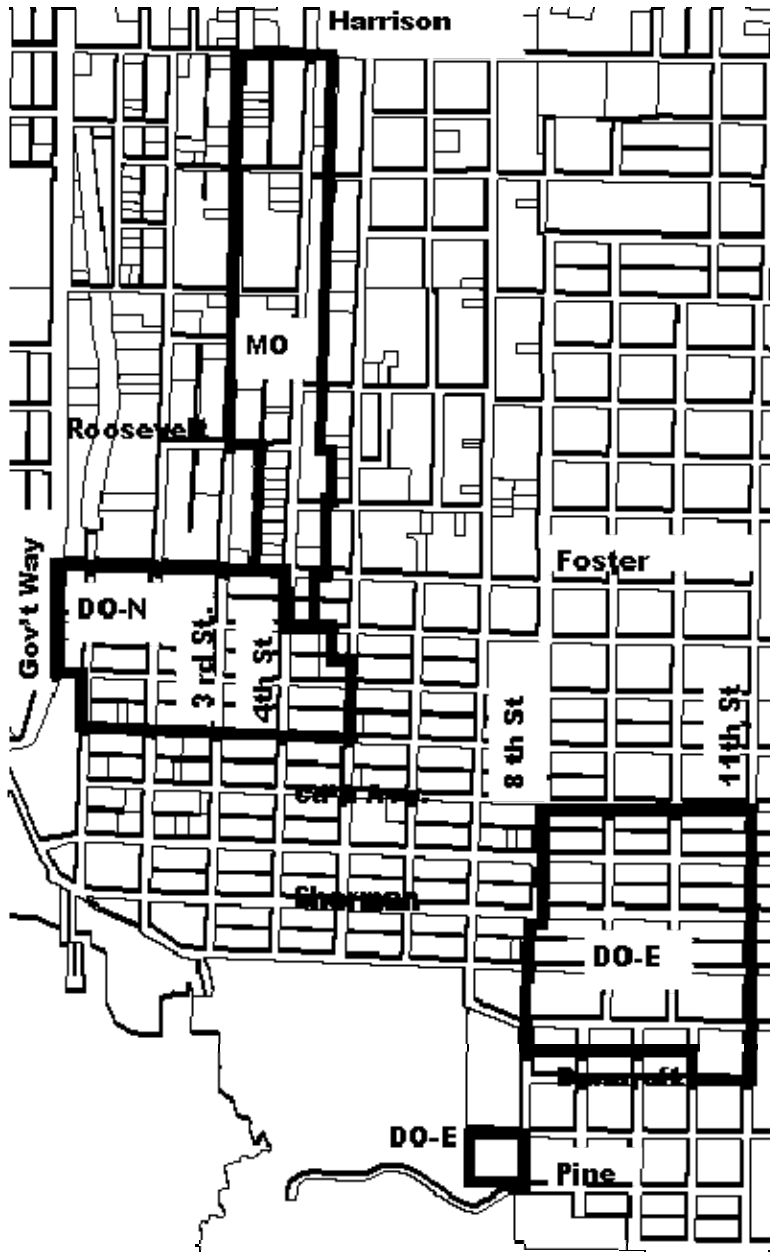 Harrison
MO
Roosevelt
Foster
Gov't Way
DO-N
3 rd St.
4th St
8 th St
11th St
Sherman
DO-E
DO-E
Pine